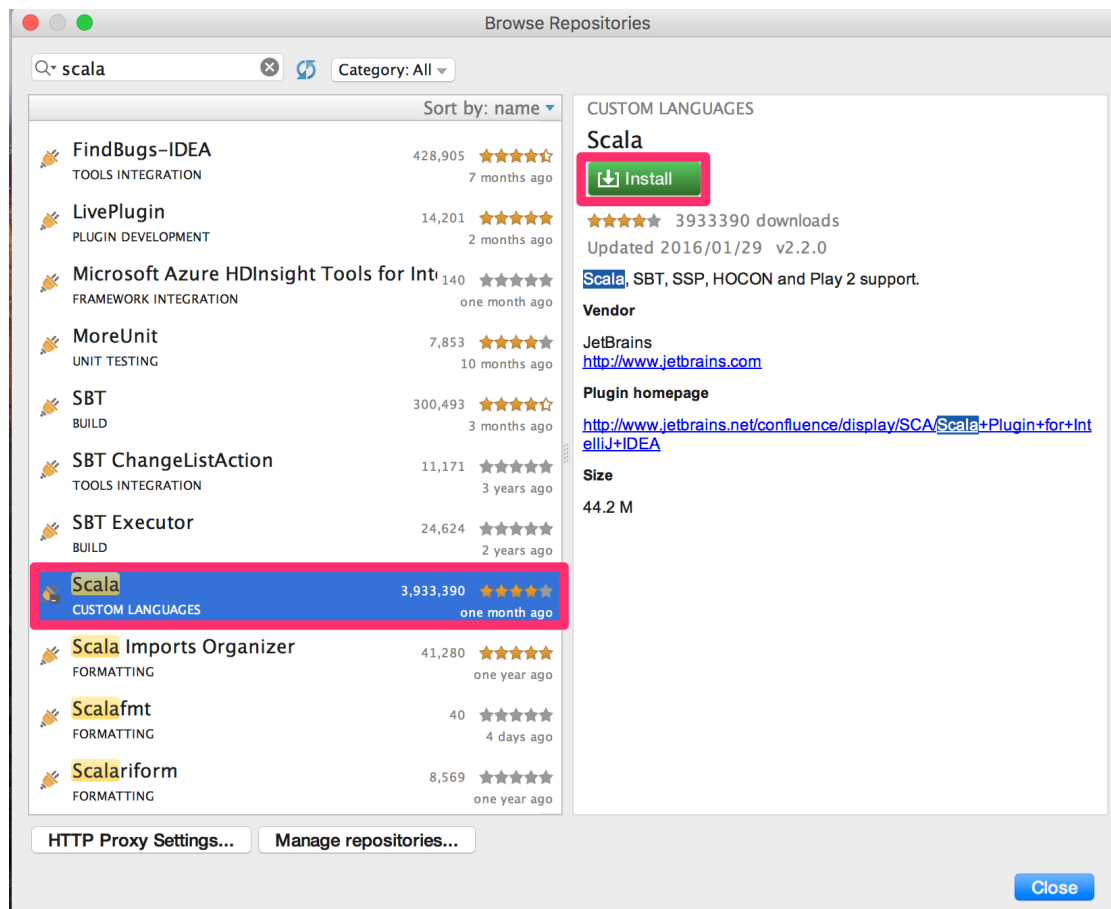 Browse Repositories
scala
Category: All
Sort by: name
FindBugs-IDEA
428,905
TOOLS INTEGRATION
7 months ago
LivePlugin
14,201
PLUGIN DEVELOPMENT
2 months ago
Microsoft Azure HDInsight Tools for Int
140
FRAMEWORK INTEGRATION
one month ago
MoreUnit
7,853
UNIT TESTING
10 months ago
SBT
300,493
BUILD
3 months ago
SBT ChangeListAction
11,171
TOOLS INTEGRATION
3 years ago
SBT Executor
24,624
BUILD
2 years ago
Scala
3,933,390
CUSTOM LANGUAGES
one month ago
Scala Imports Organizer
41,280
FORMATTING
one year ago
Scalafmt
40
FORMATTING
4 days ago
Scalariform
8,569
FORMATTING
one year ago
CUSTOM LANGUAGES
Scala
Install
3933390 downloads
Updated 2016/01/29 v2.2.0
Scala, SBT, SSP, HOCON and Play 2 support.
Vendor
JetBrains
http://www.jetbrains.com
Plugin homepage
http://www.jetbrains.net/confluence/display/SCA/Scala+Plugin+for+Int
elliJ+IDEA
Size
44.2 M
HTTP Proxy Settings...
Manage repositories...
Close